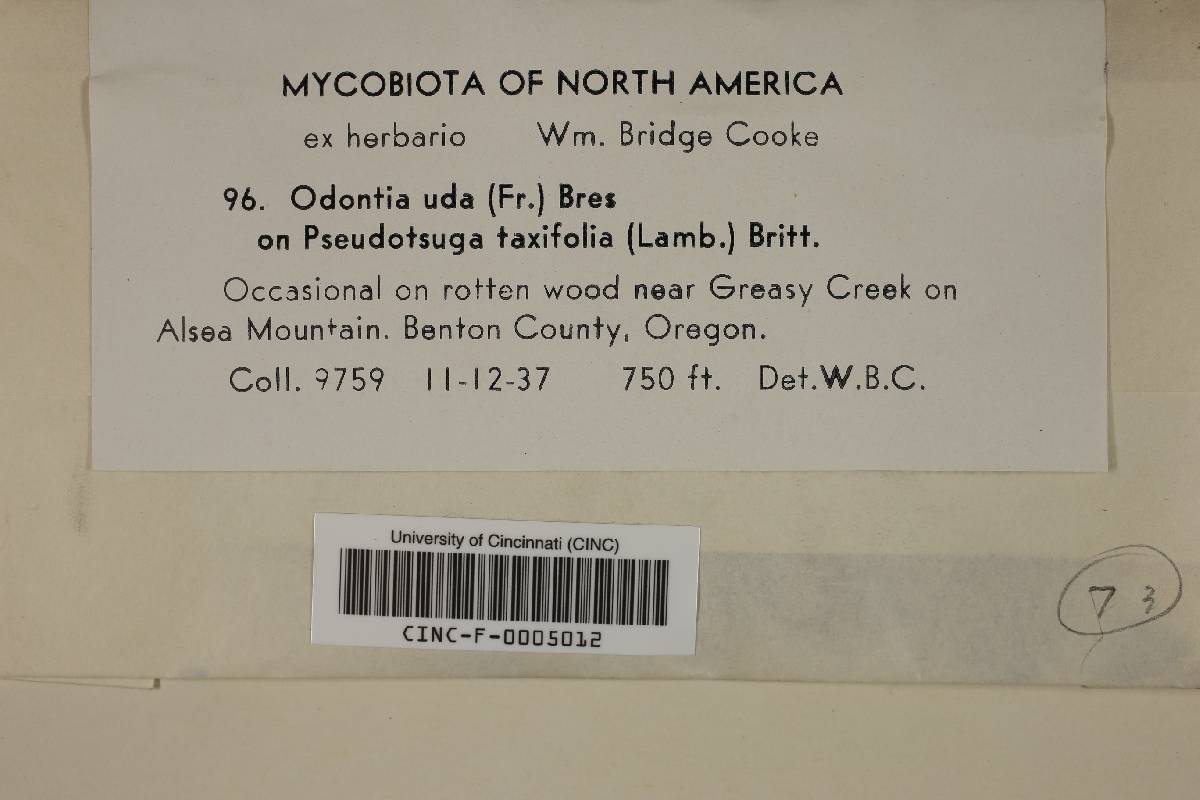 MYCOBIOTA OF NORTH AMERICA
ex herbario Wm. Bridge Cooke
96. Odontia uda (Fr.) Bres
on Pseudotsuga taxifolia (Lamb.) Britt.
Occasional on rotten wood near Greasy Creek on
Alsea Mountain. Benton County, Oregon.
Coll. 9759 11-12-37 750 ft. Det.W.B.C.
University of Cincinnati (CINC)
CINC-F-0005012
73